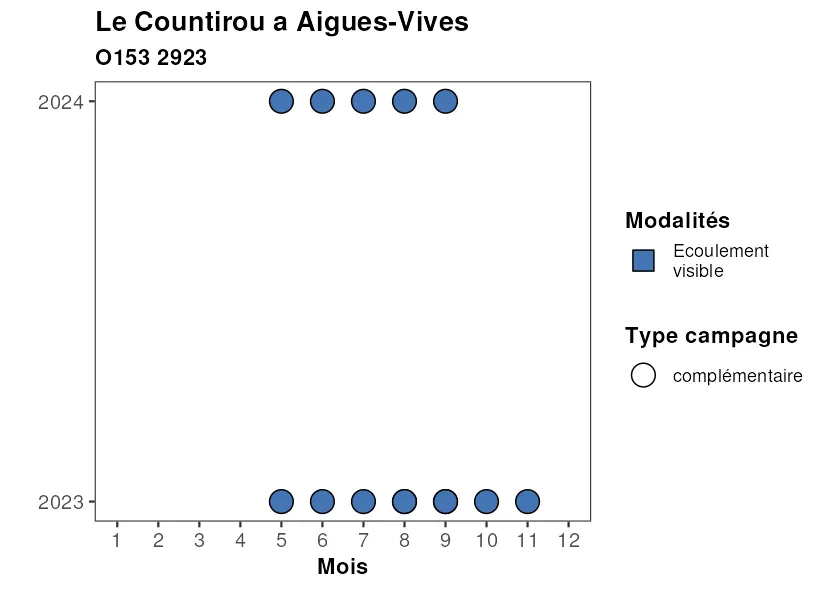 Le Countirou a Aigues-Vives
O153 2923
2024
2023
1 2 3 4 5 6 7 8 9 10 11 12
Mois
Modalités
Ecoulement
visible
Type campagne
complémentaire